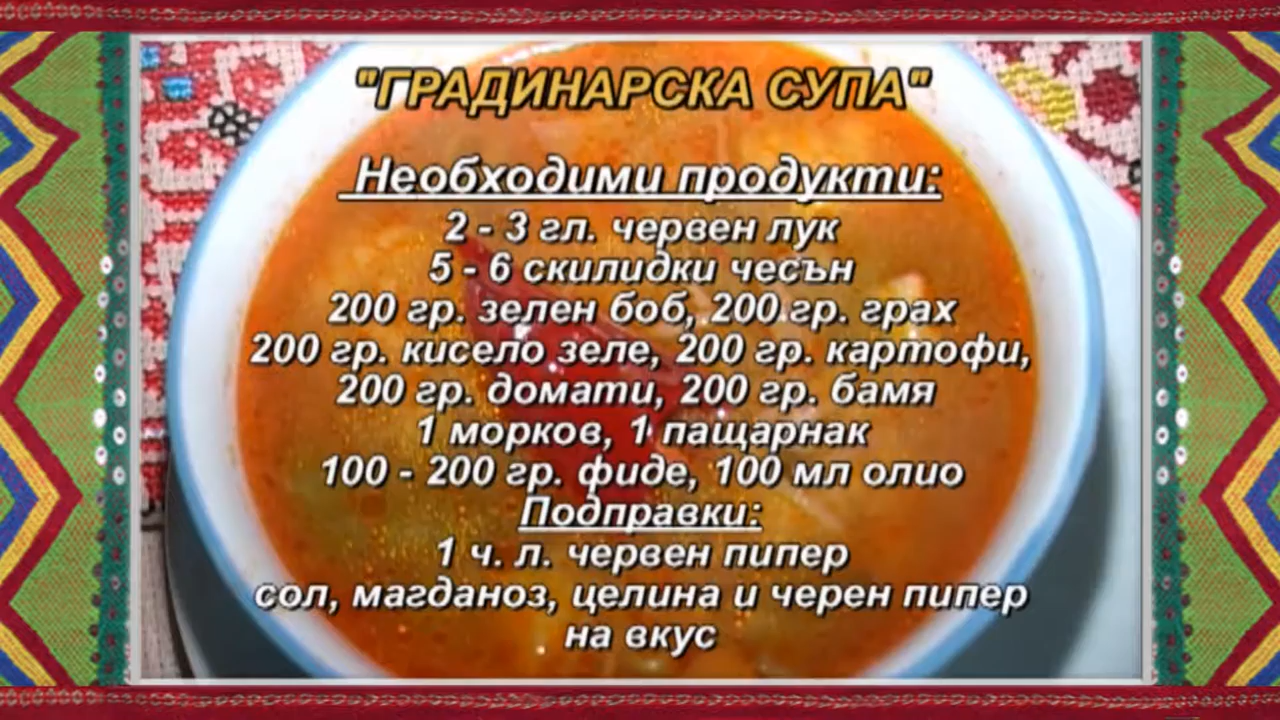 "ГРАДИНАРСКА СУПА"
Необходими продукти:
2 - 3 гл. червен лук
5 - 6 скилидки чесън
200 гр. зелен боб, 200 гр. грах
200 гр. кисело зеле, 200 гр. картофи,
200 гр. домати, 200 гр. бамя
1 морков, 1 пащарнак
100 - 200 гр. фиде, 100 мл олио
Подправки:
1 ч. л. червен пипер
сол, магданоз, целина и черен пипер
на вкус